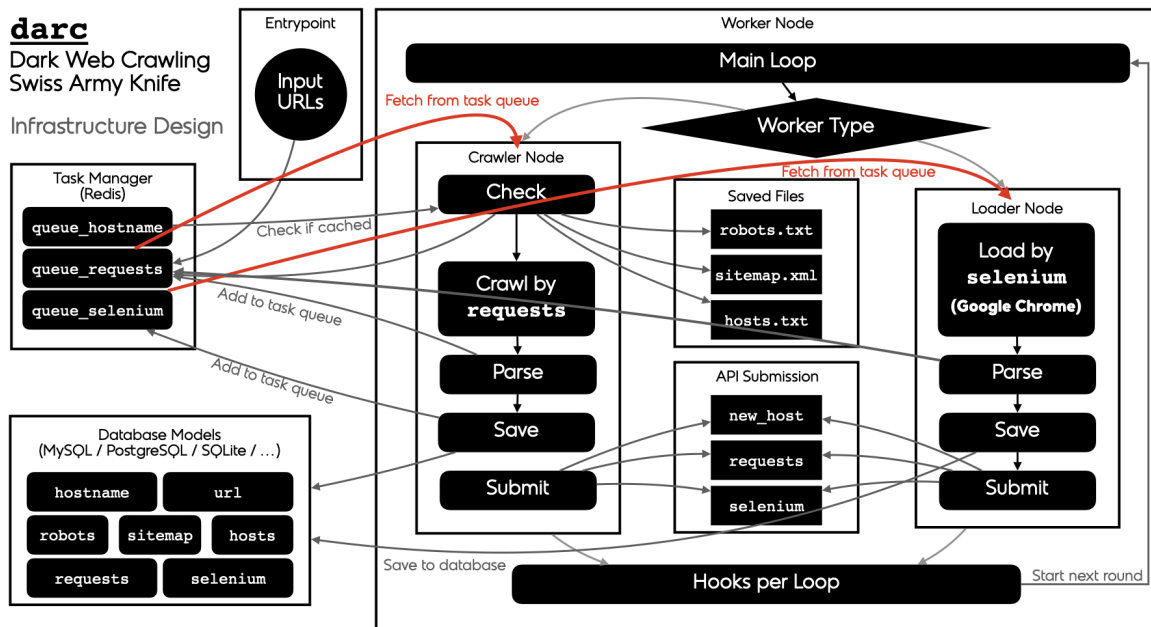 darc
Dark Web Crawling
Swiss Army Knife
Infrastructure Design
Entrypoint
Input
URLs
Task Manager
(Redis)
queue_hostname
queue_requests
queue_selenium
Database Models
(MySQL / PostgreSQL / SQLite / ...)
hostname
url
robots
sitemap
hosts
requests
selenium
Worker Node
Main Loop
Worker Type
Fetch from task queue
Fetch from task queue
Check if cached
Add to task queue
Add to task queue
Save to database
Crawler Node
Check
Crawl by
requests
Parse
Save
Submit
Saved Files
robots.txt
sitemap.xml
hosts.txt
API Submission
new_host
requests
selenium
Loader Node
Load by
selenium
(Google Chrome)
Parse
Save
Submit
Hooks per Loop
Start next round